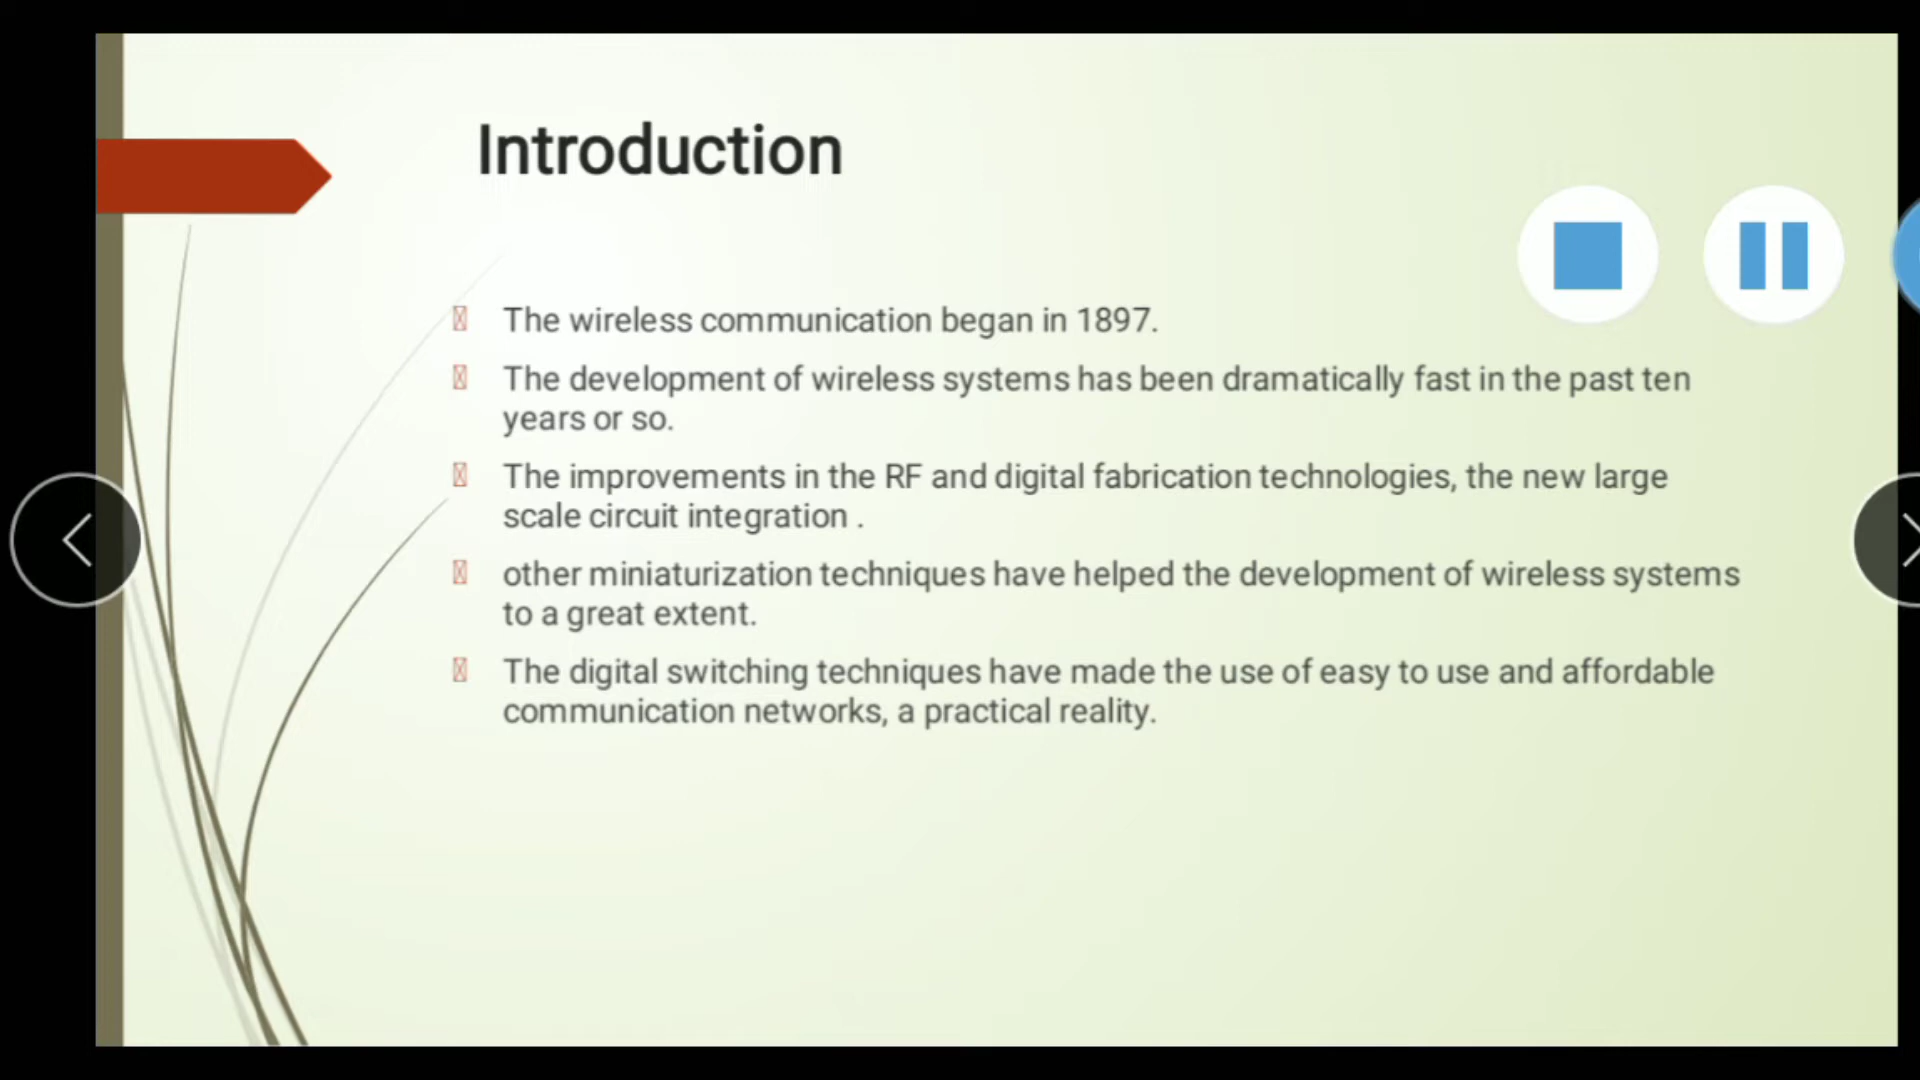 Introduction
The wireless communication began in 1897.
The development of wireless systems has been dramatically fast in the past ten
years or so.
The improvements in the RF and digital fabrication technologies, the new large
scale circuit integration .
other miniaturization techniques have helped the development of wireless systems
to a great extent.
The digital switching techniques have made the use of easy to use and affordable
communication networks, a practical reality.